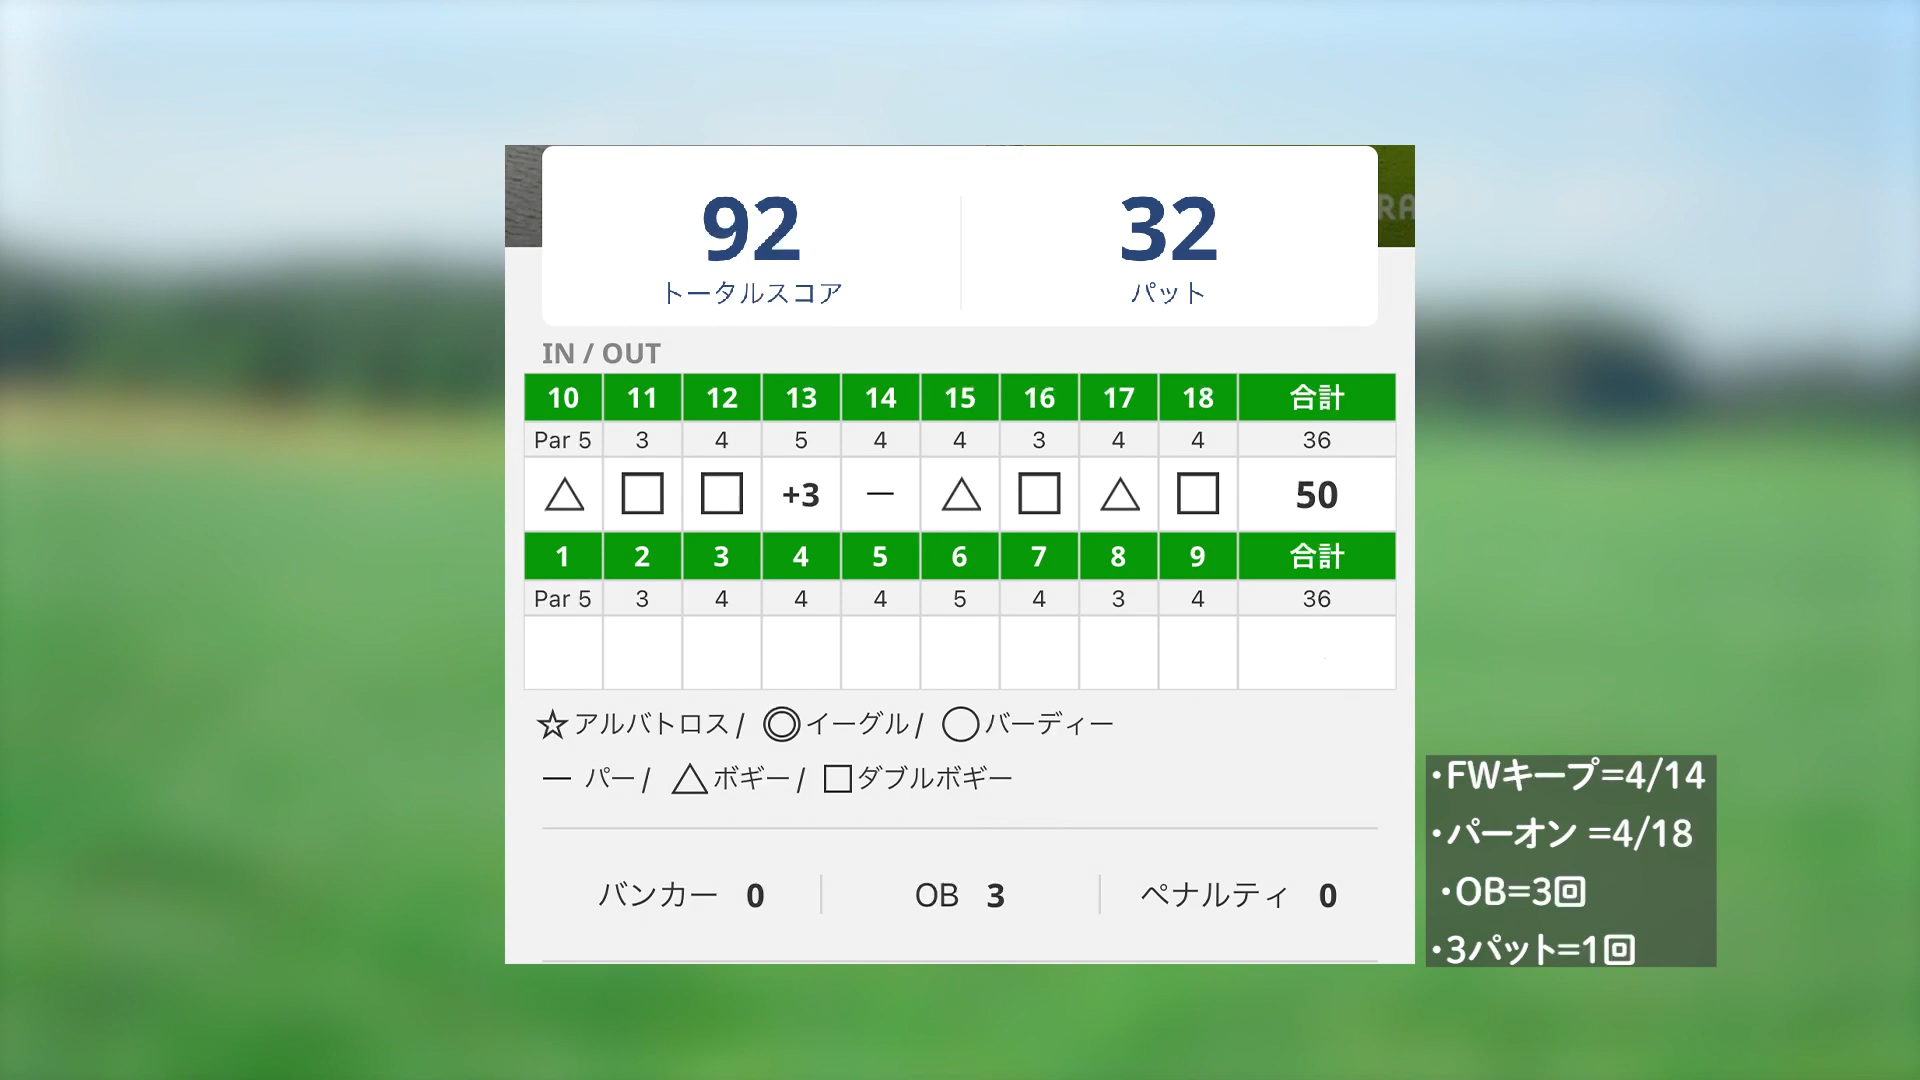 92
トータルスコア
32
パット
RA
IN / OUT
10 11 12 13 14 15 16 17 18 合計
Par 5 3 4 5 4 4 3 4 4 36
△ □ □ +3 — △ □ △ □ 50
1 2 3 4 5 6 7 8 9 合計
Par 5 3 4 4 4 5 4 3 4 36
☆アルバトロス / ◎イーグル / ○バーディー
— パー / △ボギー / □ダブルボギー
バンカー 0
OB 3
ペナルティ 0
・FWキープ=4/14
・パーオン =4/18
・OB=3回
・3パット=1回